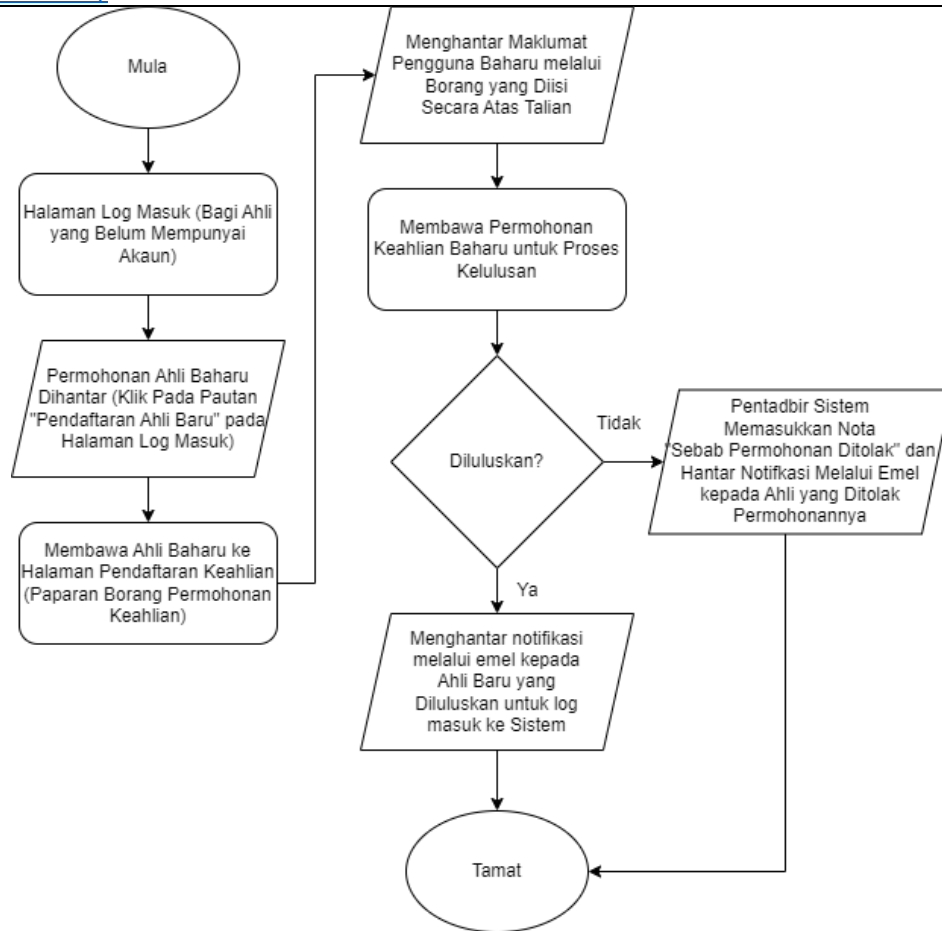 Mula
Halaman Log Masuk (Bagi Ahli
yang Belum Mempunyai
Akaun)
Permohonan Ahli Baharu
Dihantar (Klik Pada Pautan
"Pendaftaran Ahli Baru" pada
Halaman Log Masuk)
Membawa Ahli Baharu ke
Halaman Pendaftaran Keahlian
(Paparan Borang Permohonan
Keahlian)
Menghantar Maklumat
Pengguna Baharu melalui
Borang yang Diisi
Secara Atas Talian
Membawa Permohonan
Keahlian Baharu untuk Proses
Kelulusan
Diluluskan?
Tidak
Pentadbir Sistem
Memasukkan Nota
"Sebab Permohonan Ditolak" dan
Hantar Notifkasi Melalui Emel
kepada Ahli yang Ditolak
Permohonannya
Ya
Menghantar notifikasi
melalui emel kepada
Ahli Baru yang
Diluluskan untuk log
masuk ke Sistem
Tamat